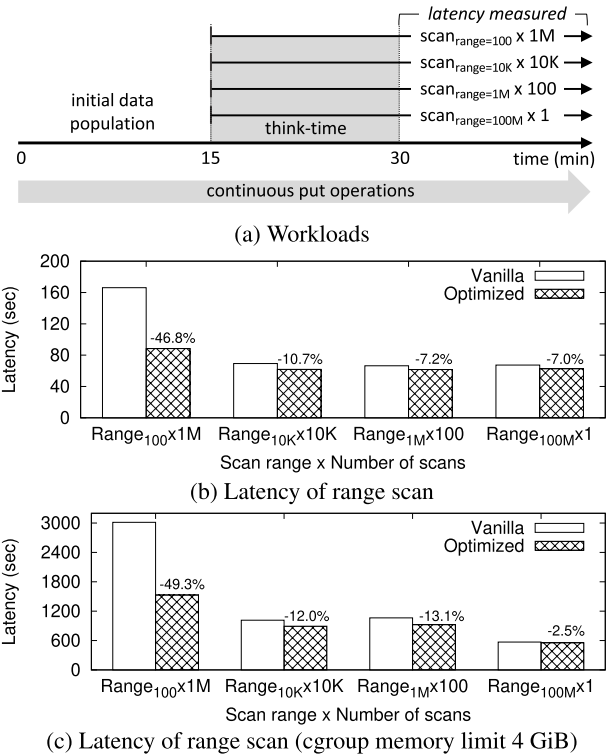 latency measured
scanrange=100 x 1M
scanrange=10K x 10K
scanrange=1M x 100
scanrange=100M x 1
initial data
population
think-time
0 15 30 time (min)
continuous put operations
(a) Workloads
200
160
120
80
40
0
Latency (sec)
Vanilla
Optimized
-46.8%
-10.7%
-7.2%
-7.0%
Range100x1M Range10Kx10K Range1Mx100 Range100Mx1
Scan range x Number of scans
(b) Latency of range scan
3000
2400
1800
1200
600
0
Latency (sec)
Vanilla
Optimized
-49.3%
-12.0%
-13.1%
-2.5%
Range100x1M Range10Kx10K Range1Mx100 Range100Mx1
Scan range x Number of scans
(c) Latency of range scan (cgroup memory limit 4 GiB)